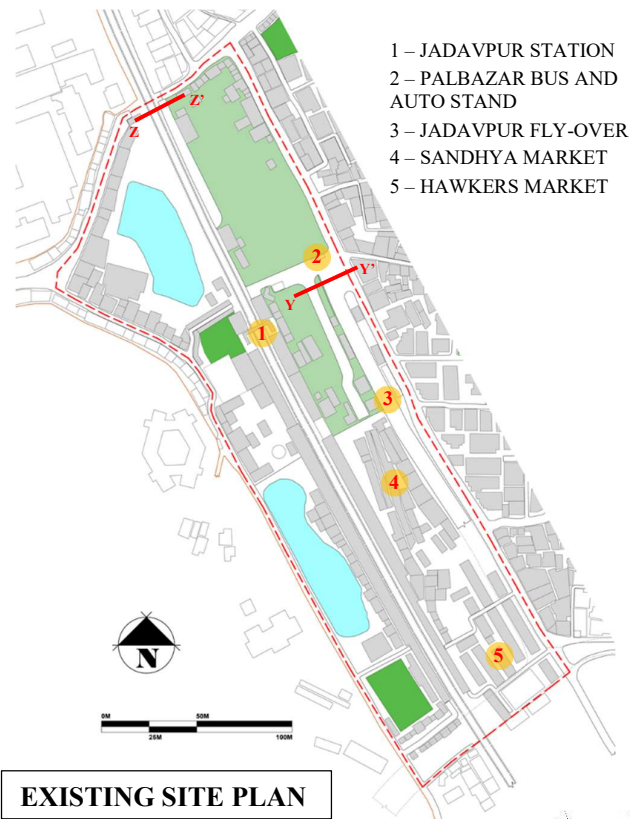 1 – JADAVPUR STATION
2 – PALBAZAR BUS AND
AUTO STAND
3 – JADAVPUR FLY-OVER
4 – SANDHYA MARKET
5 – HAWKERS MARKET
Z'
Z
2
Y'
Y
1
3
4
5
N
0M
50M
25M
100M
EXISTING SITE PLAN